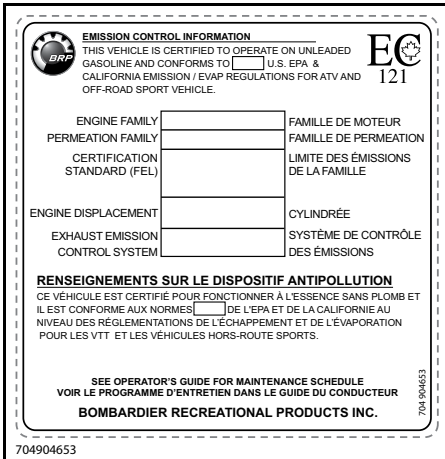 BRP
EMISSION CONTROL INFORMATION
THIS VEHICLE IS CERTIFIED TO OPERATE ON UNLEADED
GASOLINE AND CONFORMS TO U.S. EPA &
CALIFORNIA EMISSION / EVAP REGULATIONS FOR ATV AND
OFF-ROAD SPORT VEHICLE.
EC
121
ENGINE FAMILY FAMILLE DE MOTEUR
PERMEATION FAMILY FAMILLE DE PERMEATION
CERTIFICATION LIMITE DES ÉMISSIONS
STANDARD (FEL) DE LA FAMILLE
ENGINE DISPLACEMENT CYLINDRÉE
EXHAUST EMISSION SYSTÈME DE CONTRÔLE
CONTROL SYSTEM DES ÉMISSIONS
RENSEIGNEMENTS SUR LE DISPOSITIF ANTIPOLLUTION
CE VÉHICULE EST CERTIFIÉ POUR FONCTIONNER À L'ESSENCE SANS PLOMB ET
IL EST CONFORME AUX NORMES DE L'EPA ET DE LA CALIFORNIE AU
NIVEAU DES RÉGLEMENTATIONS DE L'ÉCHAPPEMENT ET DE L'ÉVAPORATION
POUR LES VTT ET LES VÉHICULES HORS-ROUTE SPORTS.
SEE OPERATOR'S GUIDE FOR MAINTENANCE SCHEDULE
VOIR LE PROGRAMME D'ENTRETIEN DANS LE GUIDE DU CONDUCTEUR
BOMBARDIER RECREATIONAL PRODUCTS INC.
704 904653
704904653